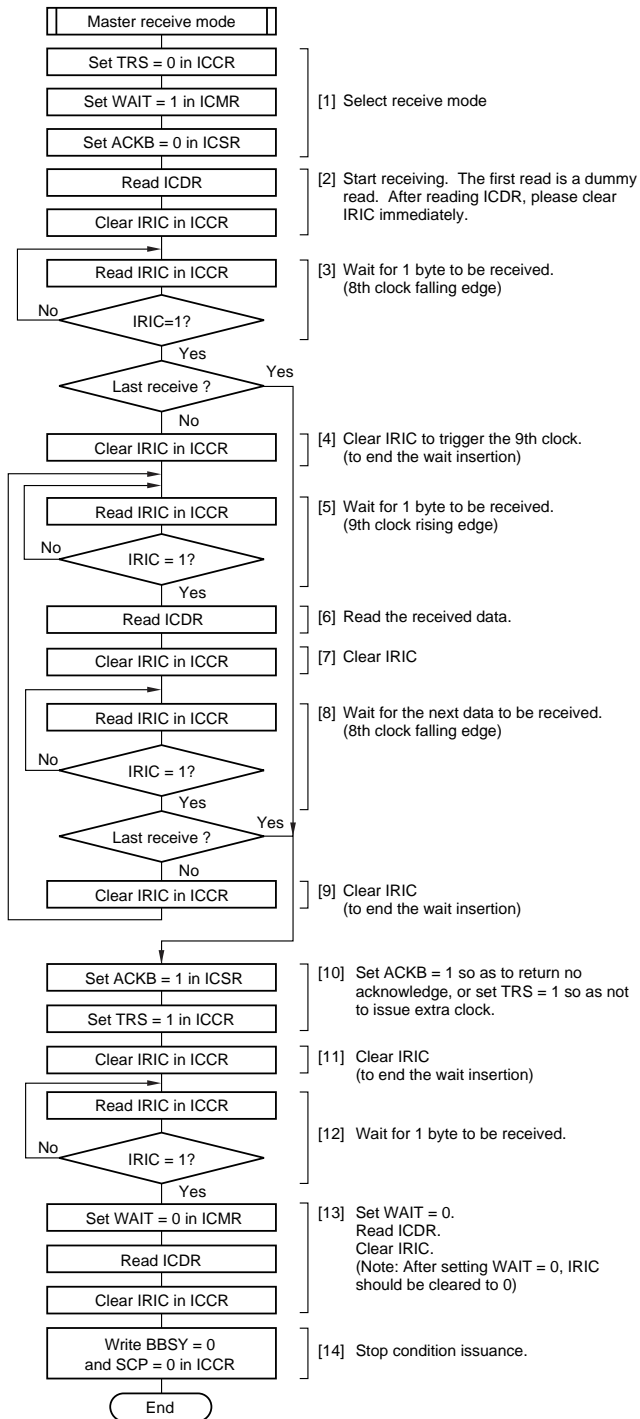 Master receive mode
Set TRS = 0 in ICCR
Set WAIT = 1 in ICMR
Set ACKB = 0 in ICSR
[1] Select receive mode
Read ICDR
Clear IRIC in ICCR
[2] Start receiving. The first read is a dummy
read. After reading ICDR, please clear
IRIC immediately.
Read IRIC in ICCR
[3] Wait for 1 byte to be received.
(8th clock falling edge)
No
IRIC=1?
Yes
Last receive ?
Yes
No
Clear IRIC in ICCR
[4] Clear IRIC to trigger the 9th clock.
(to end the wait insertion)
Read IRIC in ICCR
[5] Wait for 1 byte to be received.
(9th clock rising edge)
No
IRIC = 1?
Yes
Read ICDR
[6] Read the received data.
Clear IRIC in ICCR
[7] Clear IRIC
Read IRIC in ICCR
[8] Wait for the next data to be received.
(8th clock falling edge)
No
IRIC = 1?
Yes
Last receive ?
Yes
No
Clear IRIC in ICCR
[9] Clear IRIC
(to end the wait insertion)
Set ACKB = 1 in ICSR
Set TRS = 1 in ICCR
[10] Set ACKB = 1 so as to return no
acknowledge, or set TRS = 1 so as not
to issue extra clock.
Clear IRIC in ICCR
[11] Clear IRIC
(to end the wait insertion)
Read IRIC in ICCR
[12] Wait for 1 byte to be received.
No
IRIC = 1?
Yes
Set WAIT = 0 in ICMR
Read ICDR
Clear IRIC in ICCR
[13] Set WAIT = 0.
Read ICDR.
Clear IRIC.
(Note: After setting WAIT = 0, IRIC
should be cleared to 0)
Write BBSY = 0
and SCP = 0 in ICCR
[14] Stop condition issuance.
End